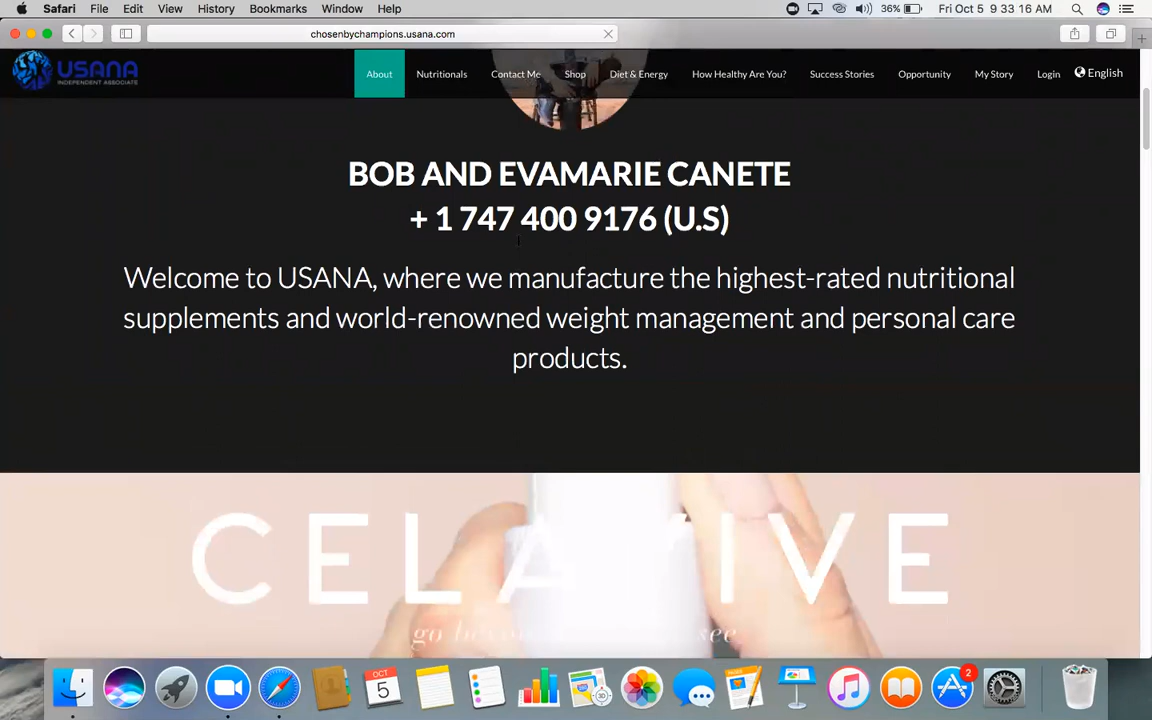 Safari File Edit View History Bookmarks Window Help 36% Fri Oct 5 9 33 16 AM
chosenbychampions.usana.com
USANA
INDEPENDENT ASSOCIATE
About Nutritionals Contact Me Shop Diet & Energy How Healthy Are You? Success Stories Opportunity My Story Login English
BOB AND EVAMARIE CANETE
+ 1 747 400 9176 (U.S)
Welcome to USANA, where we manufacture the highest-rated nutritional
supplements and world-renowned weight management and personal care
products.
CELAVIVE
see
OCT
5
2